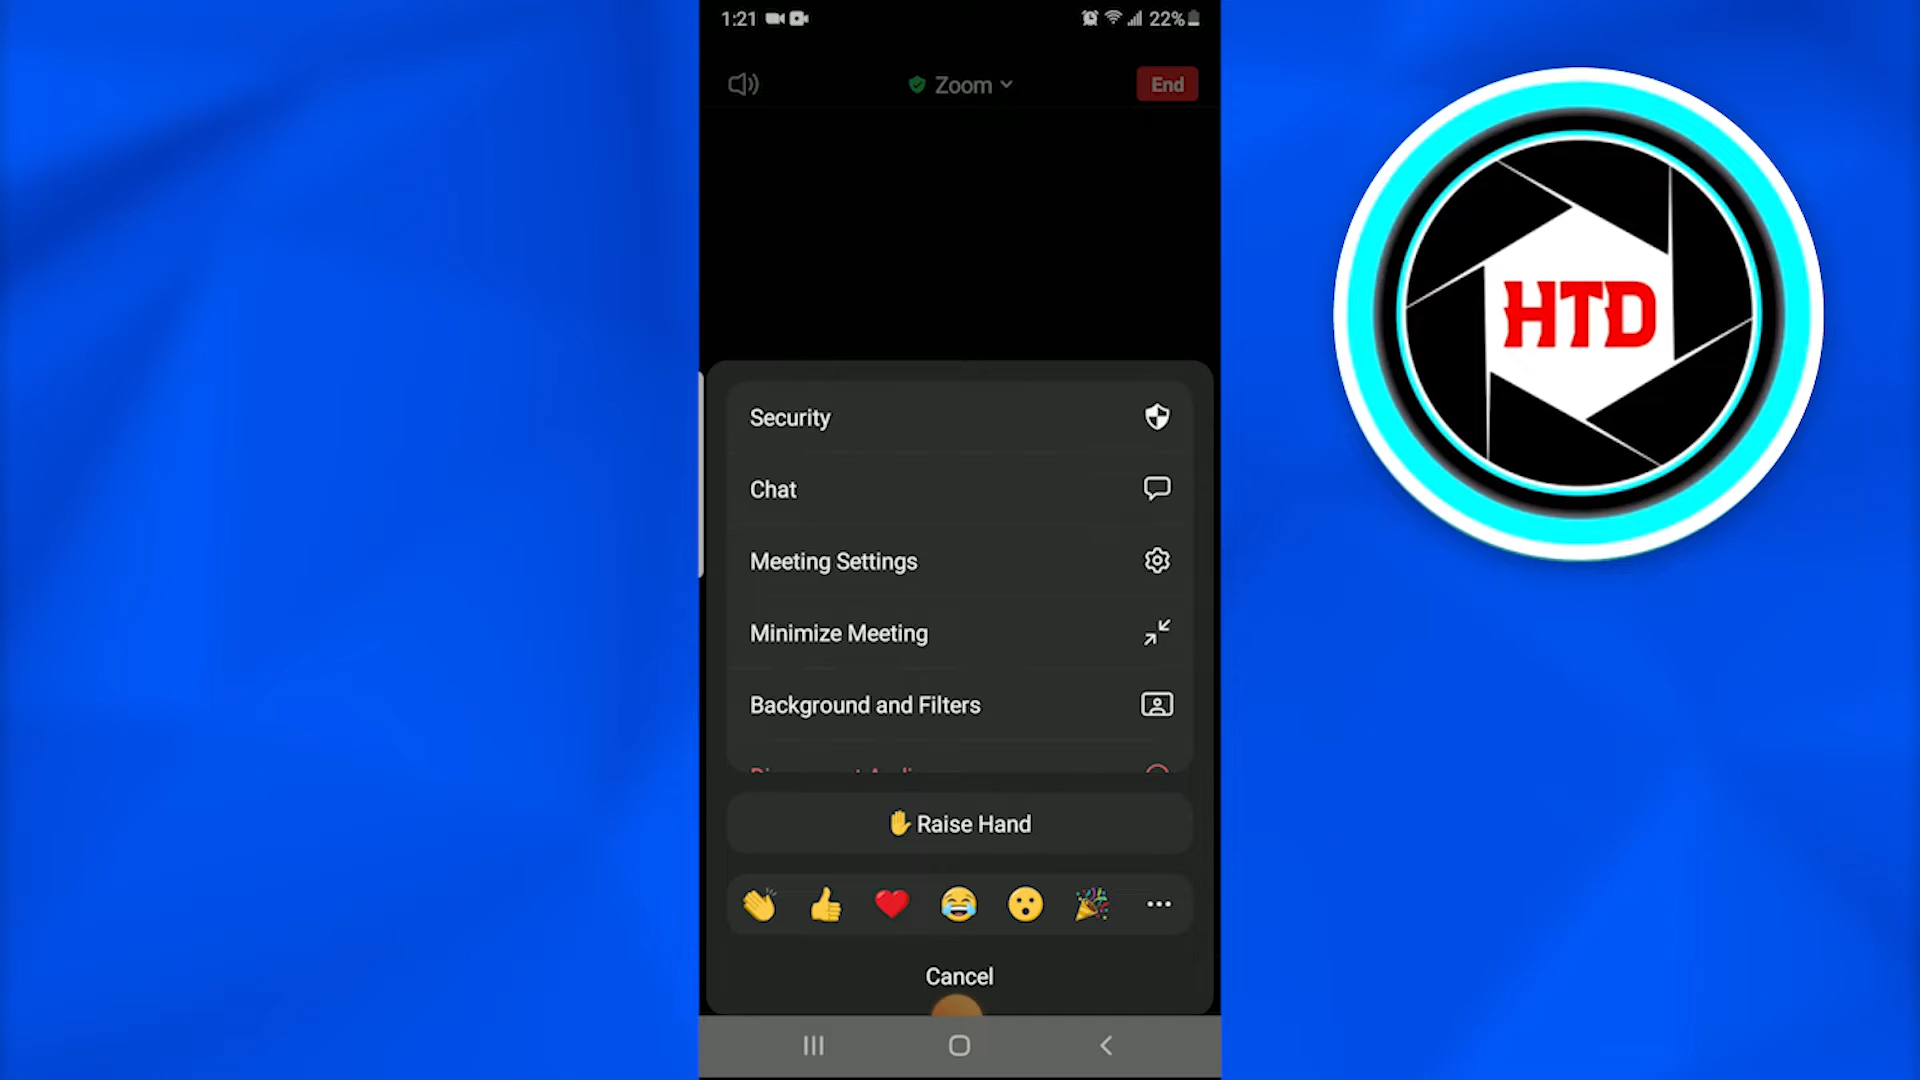 1:21
22%
Zoom
End
HTD
Security
Chat
Meeting Settings
Minimize Meeting
Background and Filters
Raise Hand
Cancel